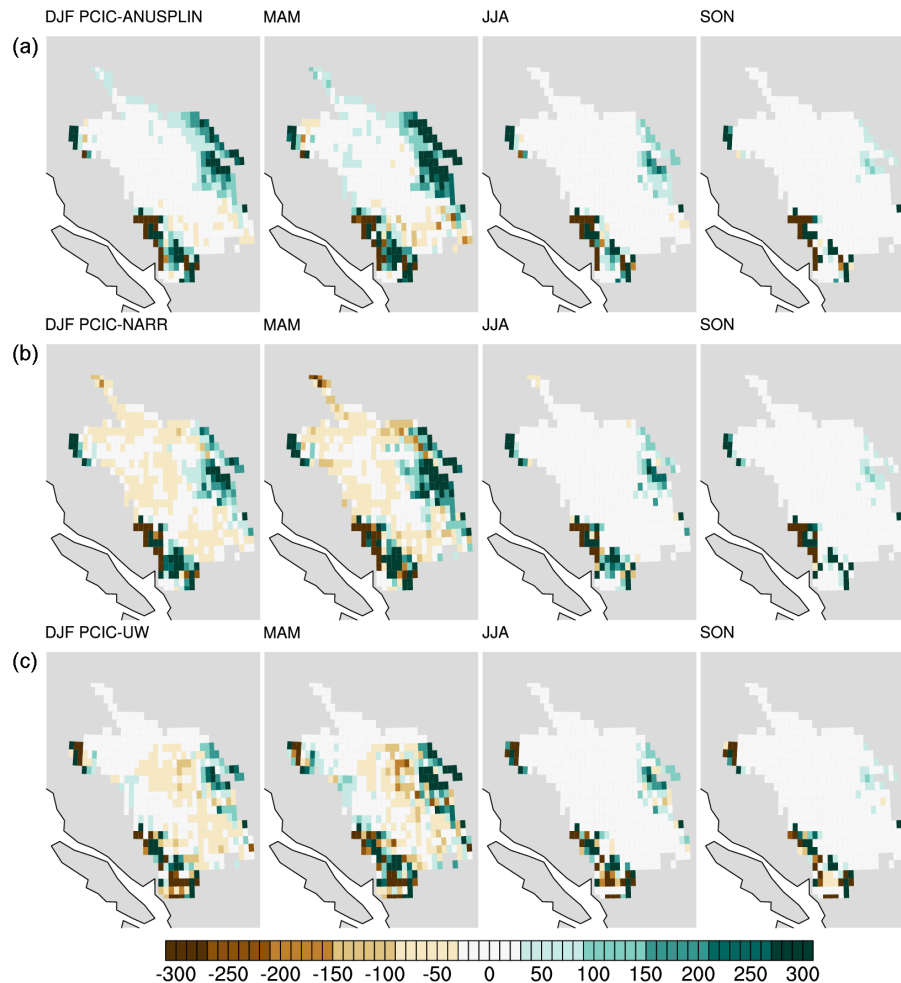 DJF PCIC-ANUSPLIN MAM JJA SON
(a)
DJF PCIC-NARR MAM JJA SON
(b)
DJF PCIC-UW MAM JJA SON
(c)
-300 -250 -200 -150 -100 -50 0 50 100 150 200 250 300